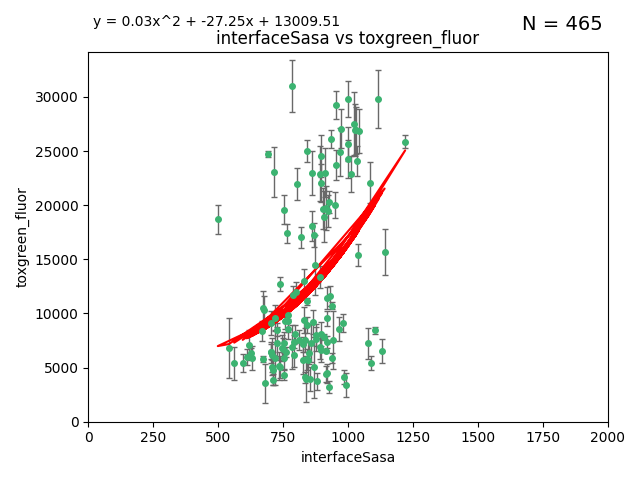 y = 0.03x^2 + -27.25x + 13009.51
N = 465
interfaceSasa vs toxgreen_fluor
30000
25000
20000
15000
10000
5000
0
toxgreen_fluor
0 250 500 750 1000 1250 1500 1750 2000
interfaceSasa